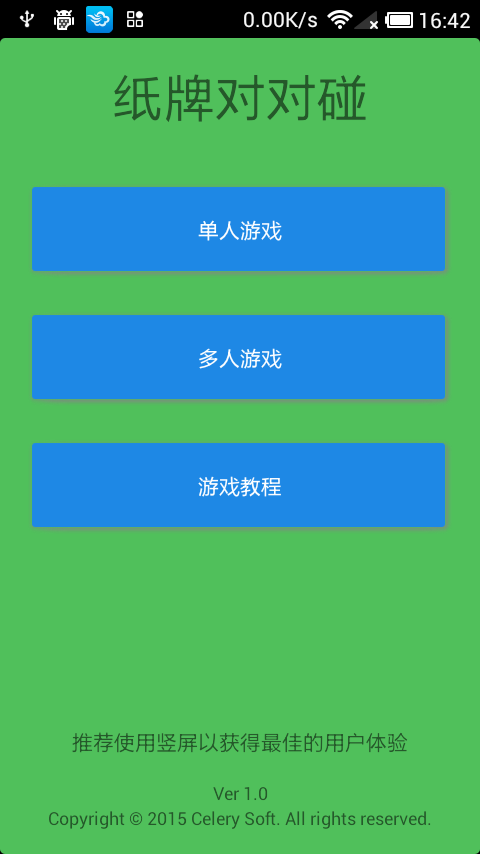 0.00K/s 16:42
纸牌对对碰
单人游戏
多人游戏
游戏教程
推荐使用竖屏以获得最佳的用户体验
Ver 1.0
Copyright © 2015 Celery Soft. All rights reserved.